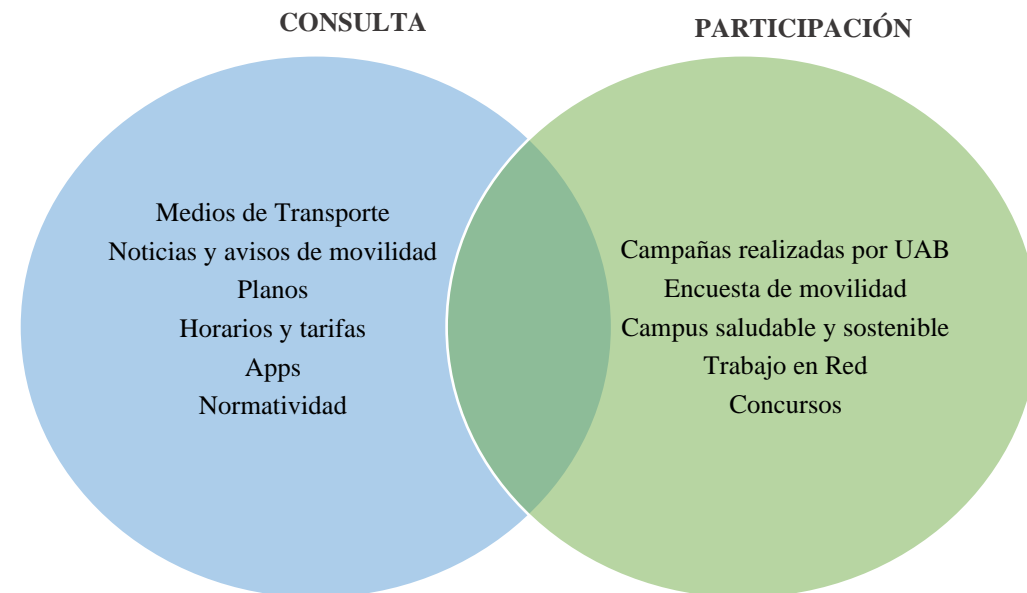 CONSULTA
PARTICIPACIÓN
Medios de Transporte
Noticias y avisos de movilidad
Planos
Horarios y tarifas
Apps
Normatividad
Campañas realizadas por UAB
Encuesta de movilidad
Campus saludable y sostenible
Trabajo en Red
Concursos